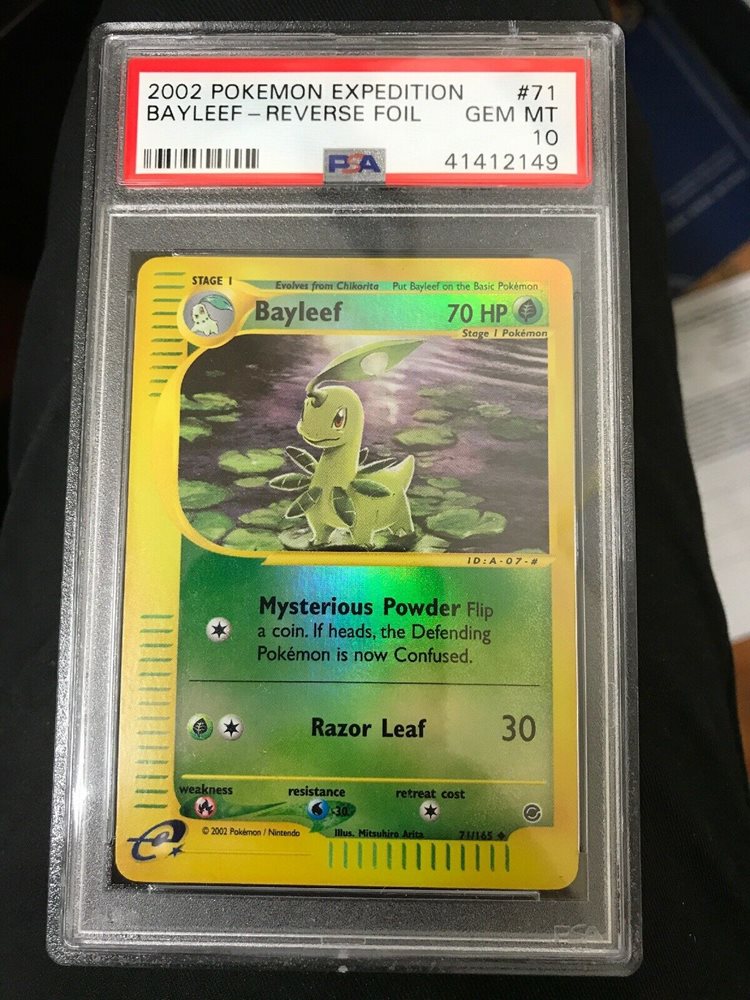 2002 POKEMON EXPEDITION #71
BAYLEEF - REVERSE FOIL GEM MT
10
PSA 41412149
STAGE 1 Evolves from Chikorita Put Bayleef on the Basic Pokémon
Bayleef 70 HP
Stage 1 Pokémon
ID:A-07-#
Mysterious Powder Flip
a coin. If heads, the Defending
Pokémon is now Confused.
Razor Leaf 30
weakness resistance retreat cost
-30
© 2002 Pokémon / Nintendo Illus. Mitsuhiro Arita 71/165
e
PSA